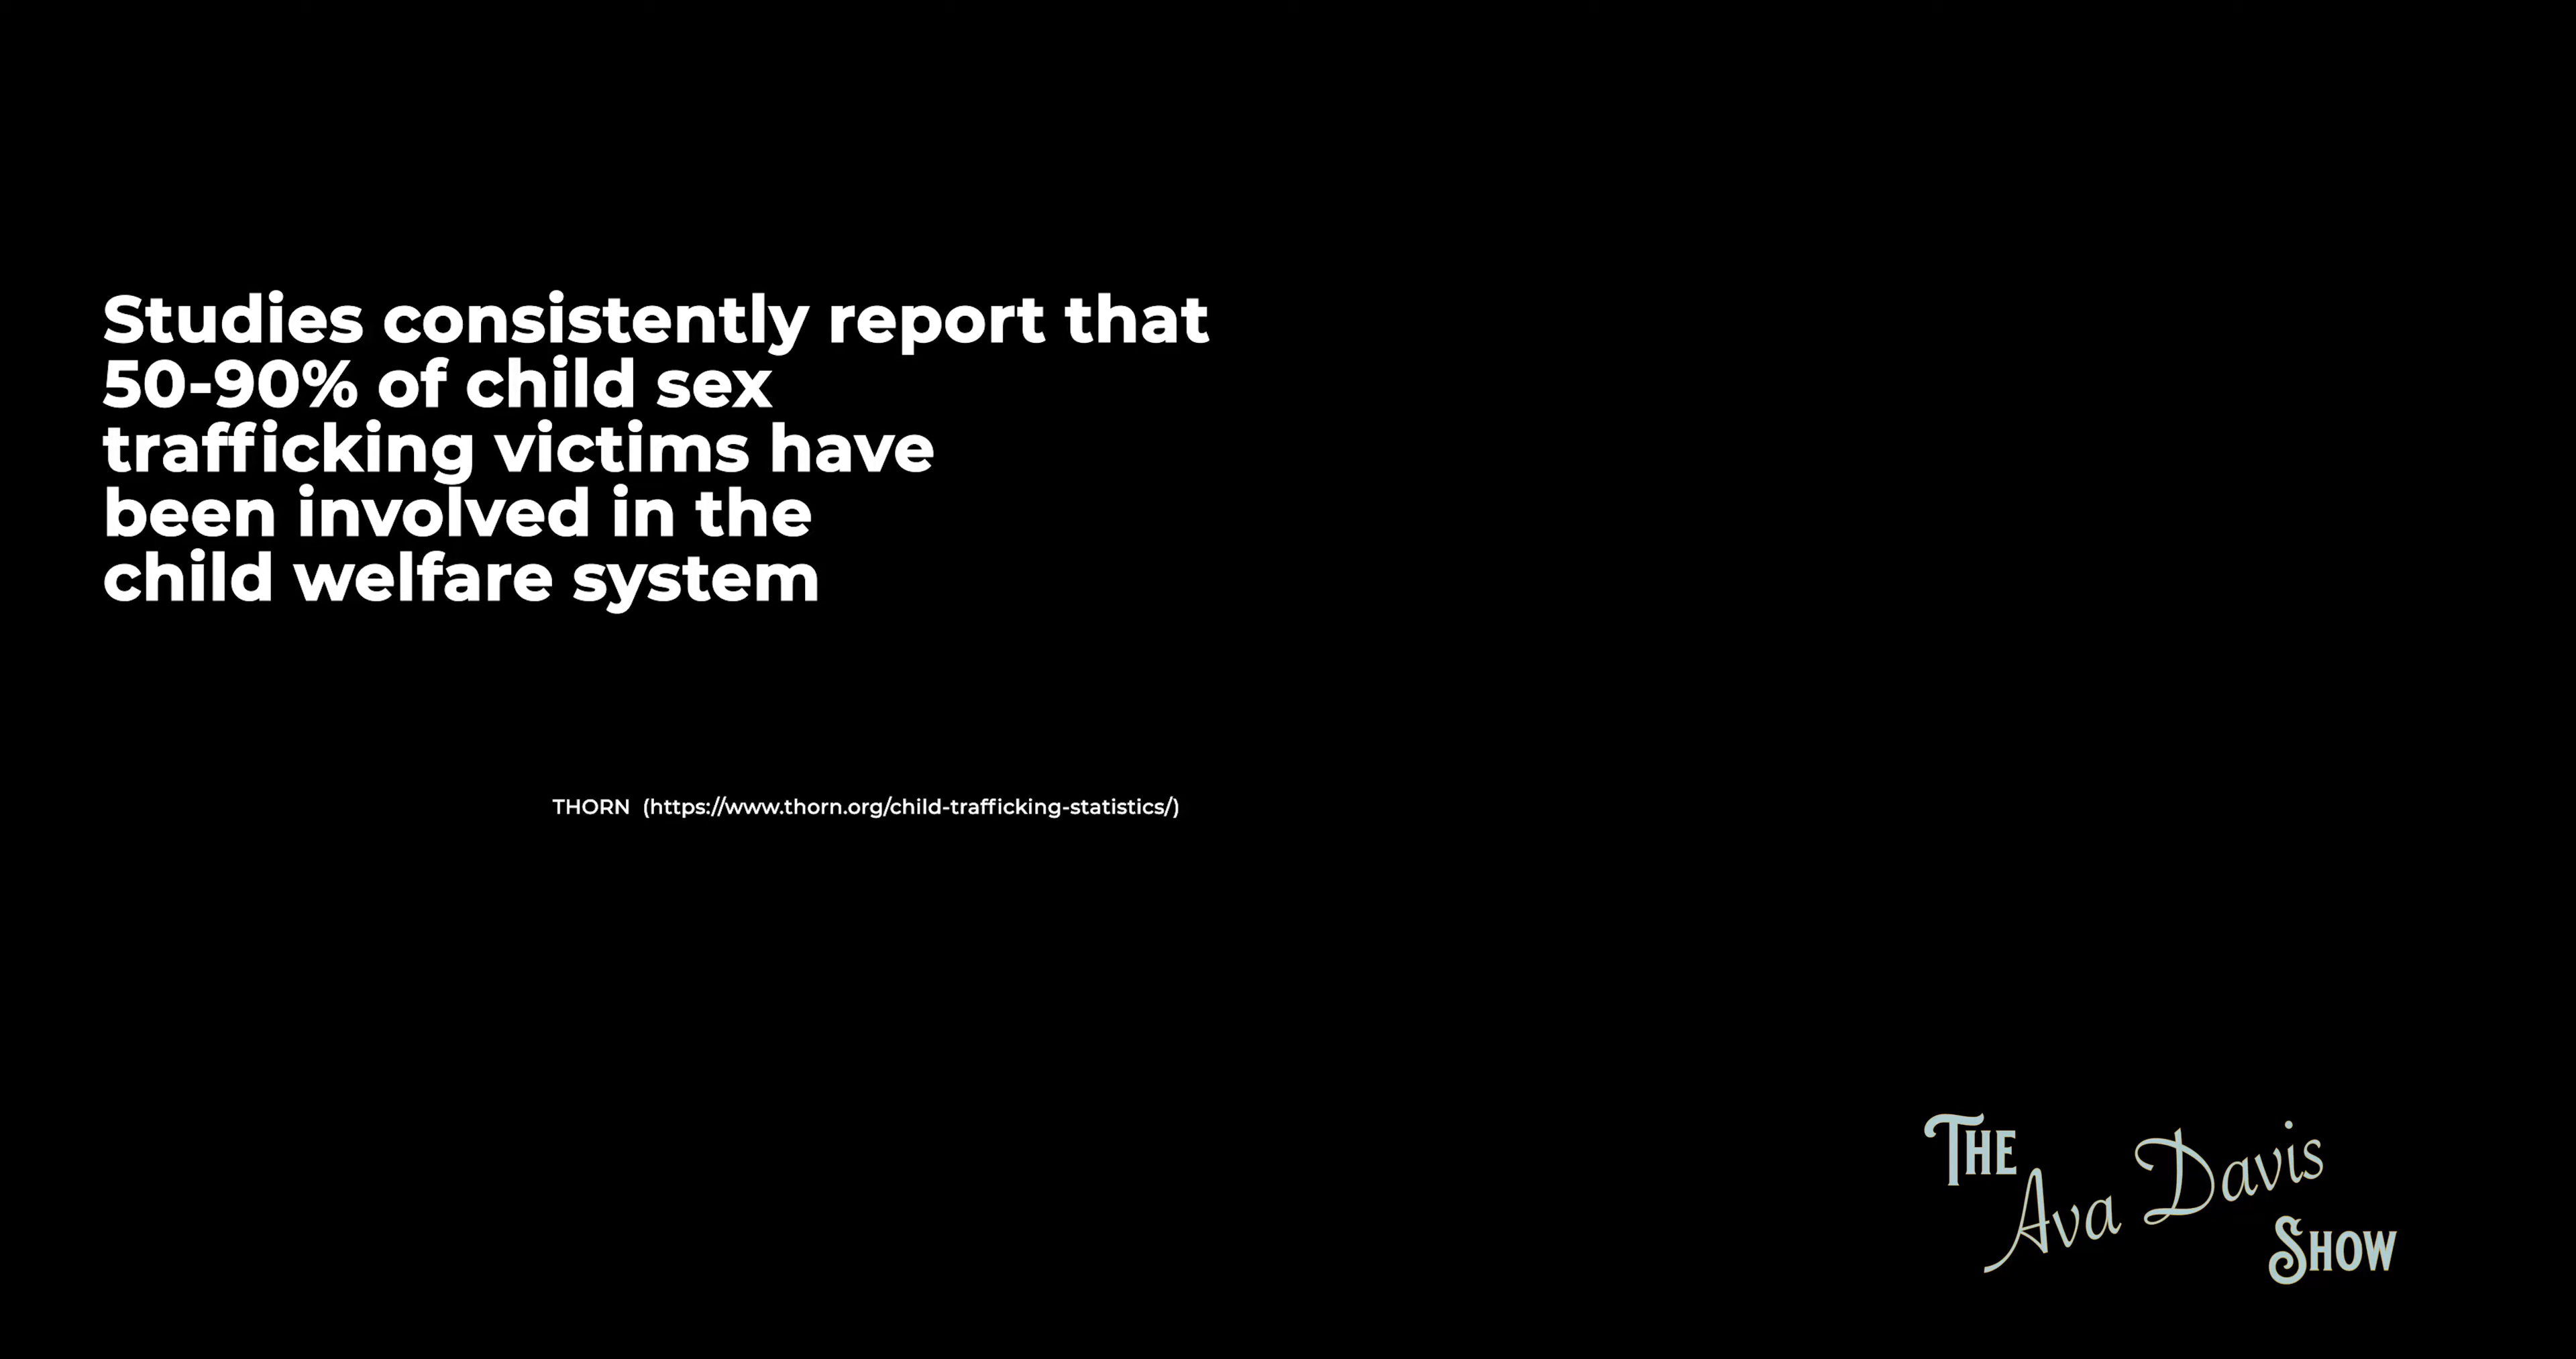 Studies consistently report that
50-90% of child sex
trafficking victims have
been involved in the
child welfare system
THORN (https://www.thorn.org/child-trafficking-statistics/)
THE
Ava Davis
SHOW